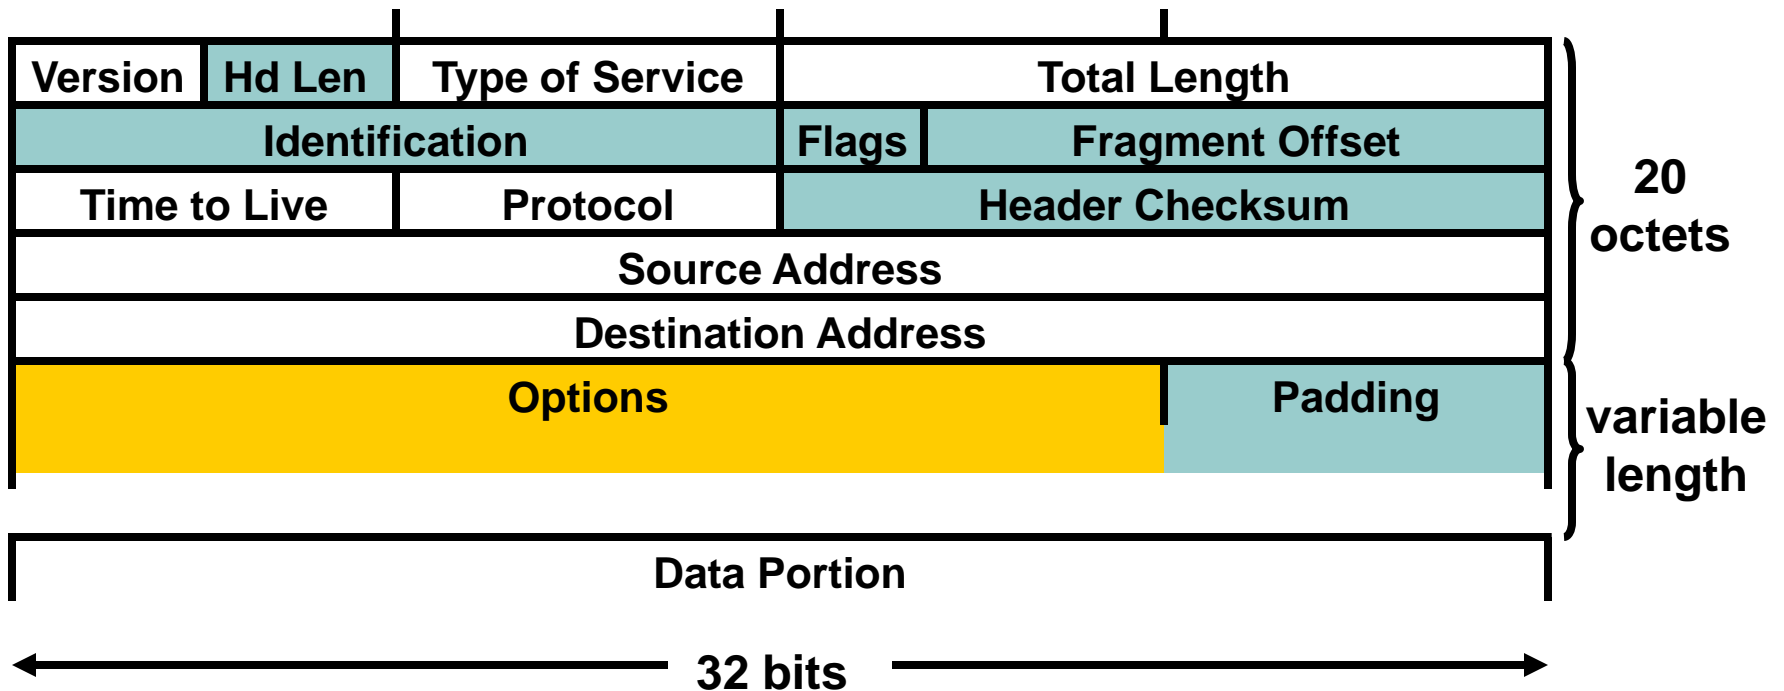 Version Hd Len Type of Service Total Length
Identification Flags Fragment Offset
Time to Live Protocol Header Checksum
Source Address
Destination Address
20
octets
Options Padding
variable
length
Data Portion
32 bits